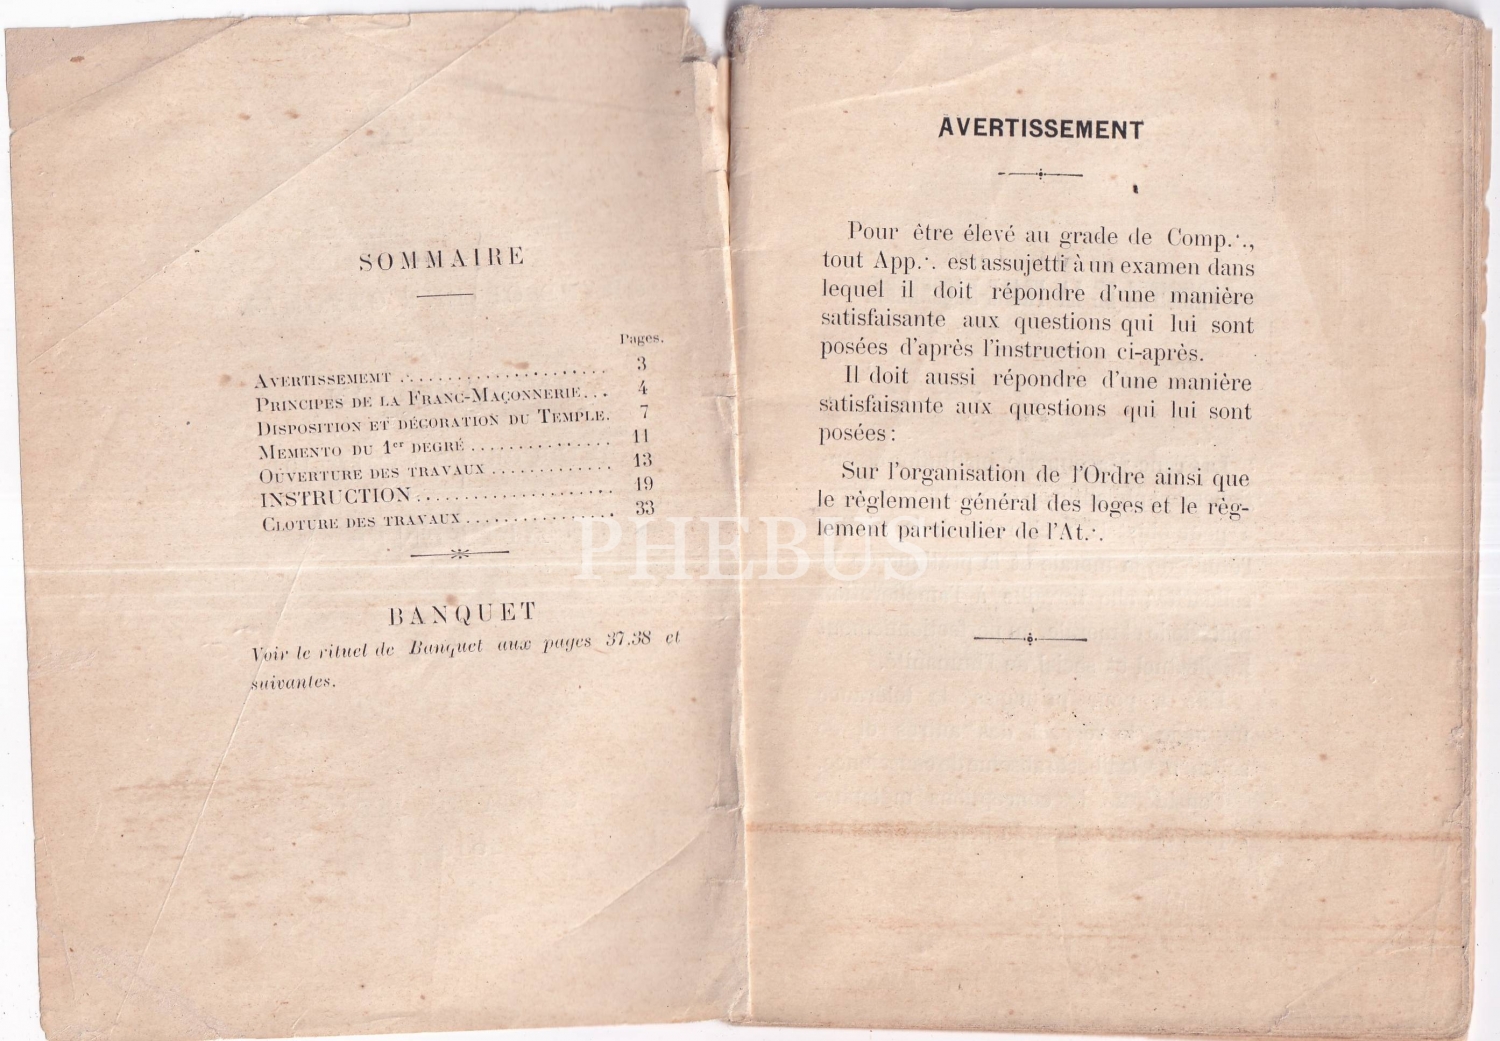 SOMMAIRE
Pages.
AVERTISSEMEMT ........................ 3
PRINCIPES DE LA FRANC-MAÇONNERIE... 4
DISPOSITION ET DÉCORATION DU TEMPLE. 7
MEMENTO DU 1er DEGRÉ ............... 11
OUVERTURE DES TRAVAUX ............. 13
INSTRUCTION ..................... 19
CLOTURE DES TRAVAUX ................ 33
BANQUET
Voir le rituel de Banquet aux pages 37.38 et
suivantes.
AVERTISSEMENT
Pour être élevé au grade de Comp∴,
tout App∴ est assujetti à un examen dans
lequel il doit répondre d'une manière
satisfaisante aux questions qui lui sont
posées d'après l'instruction ci-après.
Il doit aussi répondre d'une manière
satisfaisante aux questions qui lui sont
posées :
Sur l'organisation de l'Ordre ainsi que
le règlement général des loges et le règ-
lement particulier de l'At∴
PHEBUS